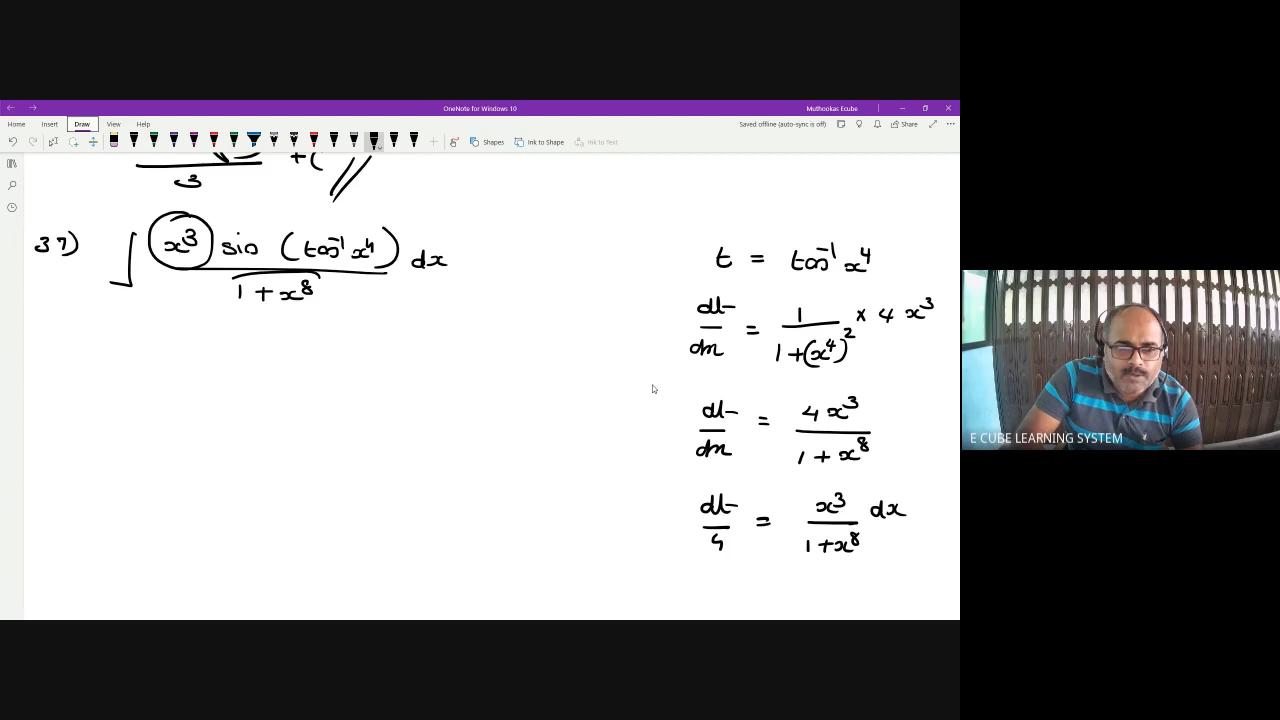 OneNote for Windows 10
Muthookas Ecube
Home Insert Draw View Help
Saved offline (auto-sync is off)
Share
Shapes
Ink to Shape
Ink to Text
3
+C
37) ∫ x³ sin (tan⁻¹ x⁴) / 1 + x⁸ dx
t = tan⁻¹ x⁴
dt/dx = 1/1+(x⁴)² × 4x³
dt/dx = 4x³/1 + x⁸
dt/4 = x³/1+x⁸ dx
E CUBE LEARNING SYSTEM